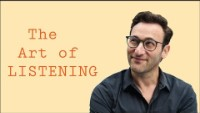 The
Art of
LISTENING